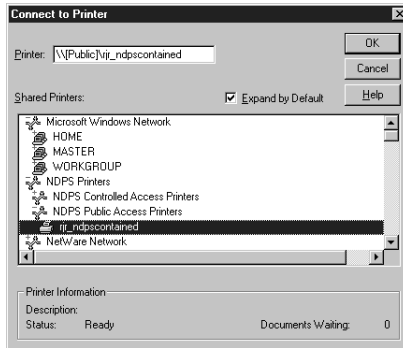 Connect to Printer
Printer: \\[Public]\rjr_ndpscontained
OK
Cancel
Help
Shared Printers:
Expand by Default
Microsoft Windows Network
HOME
MASTER
WORKGROUP
NDPS Printers
NDPS Controlled Access Printers
NDPS Public Access Printers
rjr_ndpscontained
NetWare Network
Printer Information
Description:
Status: Ready Documents Waiting: 0